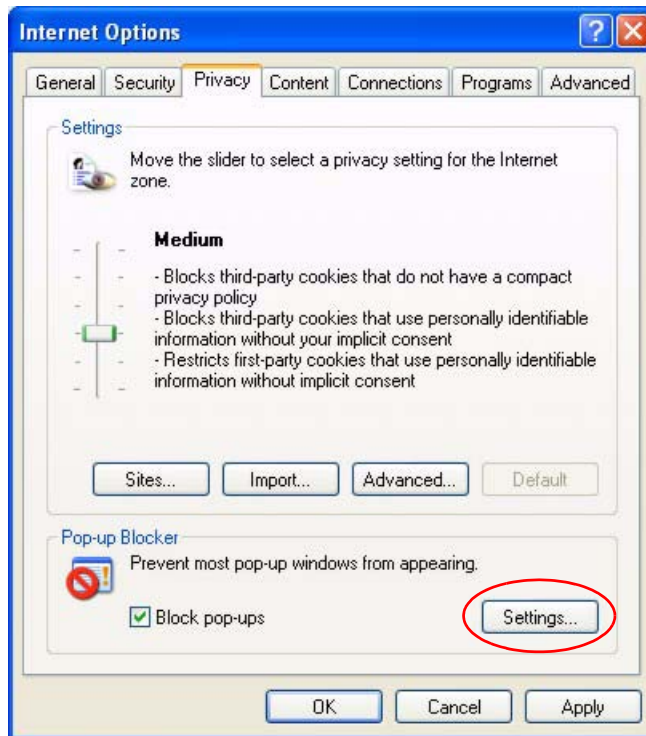 Internet Options
General Security Privacy Content Connections Programs Advanced
Settings
Move the slider to select a privacy setting for the Internet
zone.
Medium
- Blocks third-party cookies that do not have a compact
privacy policy
- Blocks third-party cookies that use personally identifiable
information without your implicit consent
- Restricts first-party cookies that use personally identifiable
information without implicit consent
Sites... Import... Advanced... Default
Pop-up Blocker
Prevent most pop-up windows from appearing.
Block pop-ups Settings...
OK Cancel Apply